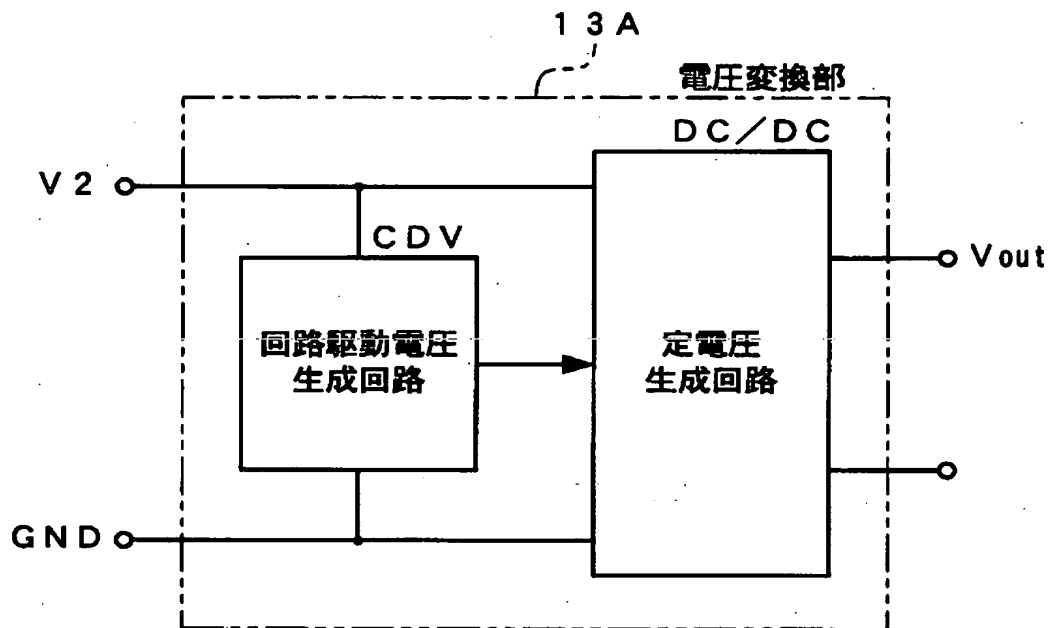 13A
電圧変換部
DC/DC
V2
CDV
Vout
回路駆動電圧
生成回路
定電圧
生成回路
GND